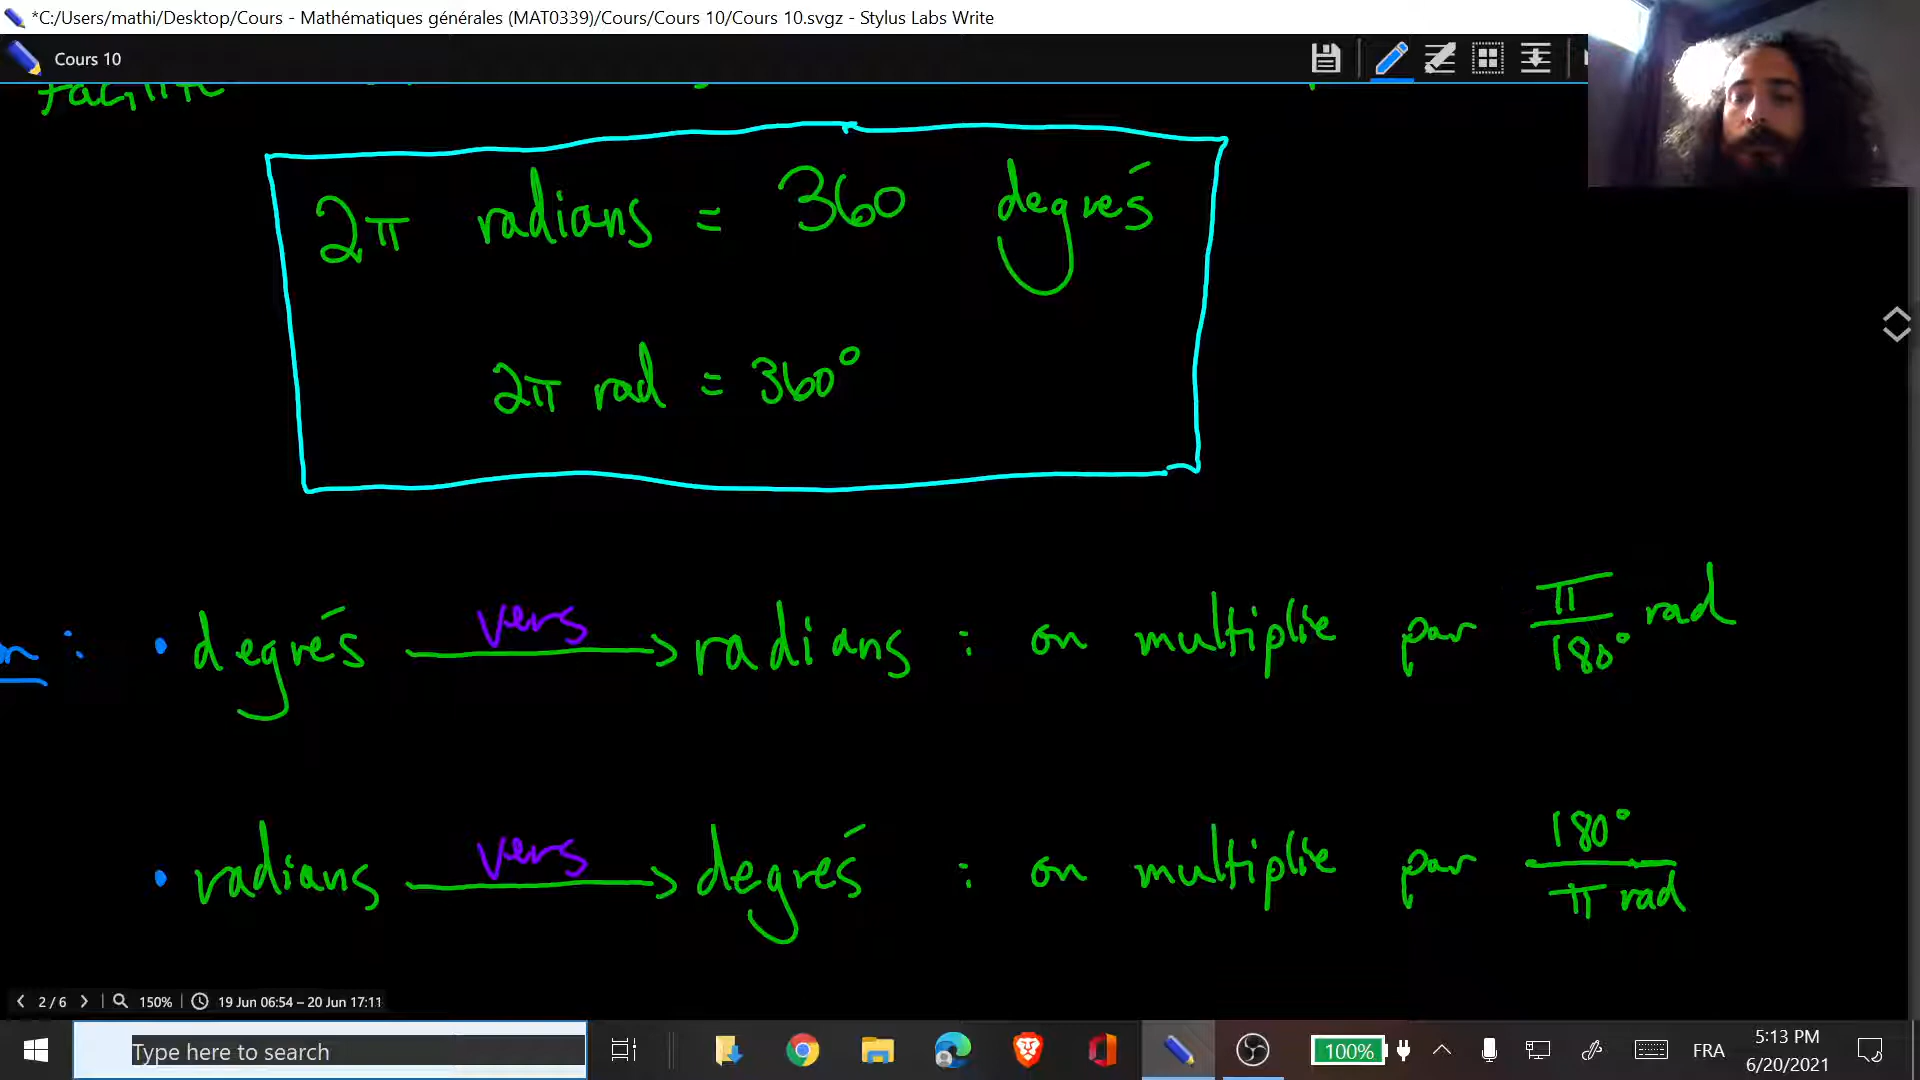 *C:/Users/mathi/Desktop/Cours - Mathématiques générales (MAT0339)/Cours/Cours 10/Cours 10.svgz - Stylus Labs Write
Cours 10
facilite
2π radians = 360 degrés
2π rad = 360°
n : • degrés vers → radians : on multiplie par π/180° rad
• radians vers → degrés : on multiplie par 180°/π rad
2 / 6 150% 19 Jun 06:54 – 20 Jun 17:11
Type here to search
100% FRA 5:13 PM
6/20/2021